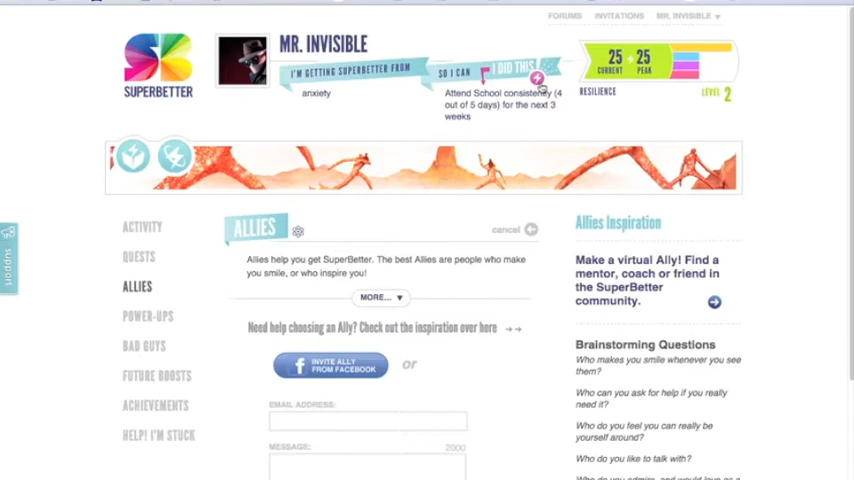 FORUMS INVITATIONS MR. INVISIBLE
MR. INVISIBLE
I'M GETTING SUPERBETTER FROM
anxiety
SO I CAN
I DID THIS
Attend School consistently (4
out of 5 days) for the next 3
weeks
25 CURRENT
25 PEAK
RESILIENCE
LEVEL 2
SB
SUPERBETTER
support
ACTIVITY
QUESTS
ALLIES
POWER-UPS
BAD GUYS
FUTURE BOOSTS
ACHIEVEMENTS
HELP! I'M STUCK
ALLIES
cancel
Allies help you get SuperBetter. The best Allies are people who make
you smile, or who inspire you!
MORE...
Need help choosing an Ally? Check out the inspiration over here
INVITE ALLY
FROM FACEBOOK
or
EMAIL ADDRESS:
MESSAGE: 2000
Allies Inspiration
Make a virtual Ally! Find a
mentor, coach or friend in
the SuperBetter
community.
Brainstorming Questions
Who makes you smile whenever you see
them?
Who can you ask for help if you really
need it?
Who do you feel you can really be
yourself around?
Who do you like to talk with?